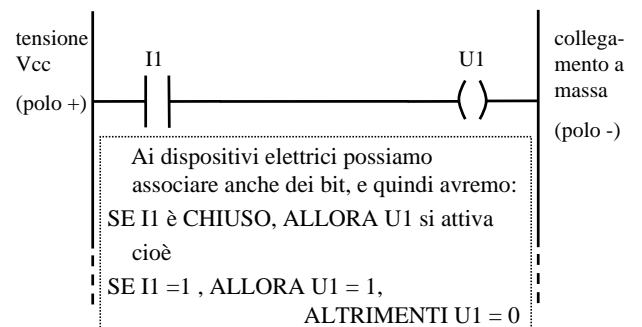 tensione
Vcc
(polo +)
I1
U1
collega-
mento a
massa
(polo -)
Ai dispositivi elettrici possiamo
associare anche dei bit, e quindi avremo:
SE I1 è CHIUSO, ALLORA U1 si attiva
cioè
SE I1 =1 , ALLORA U1 = 1,
ALTRIMENTI U1 = 0